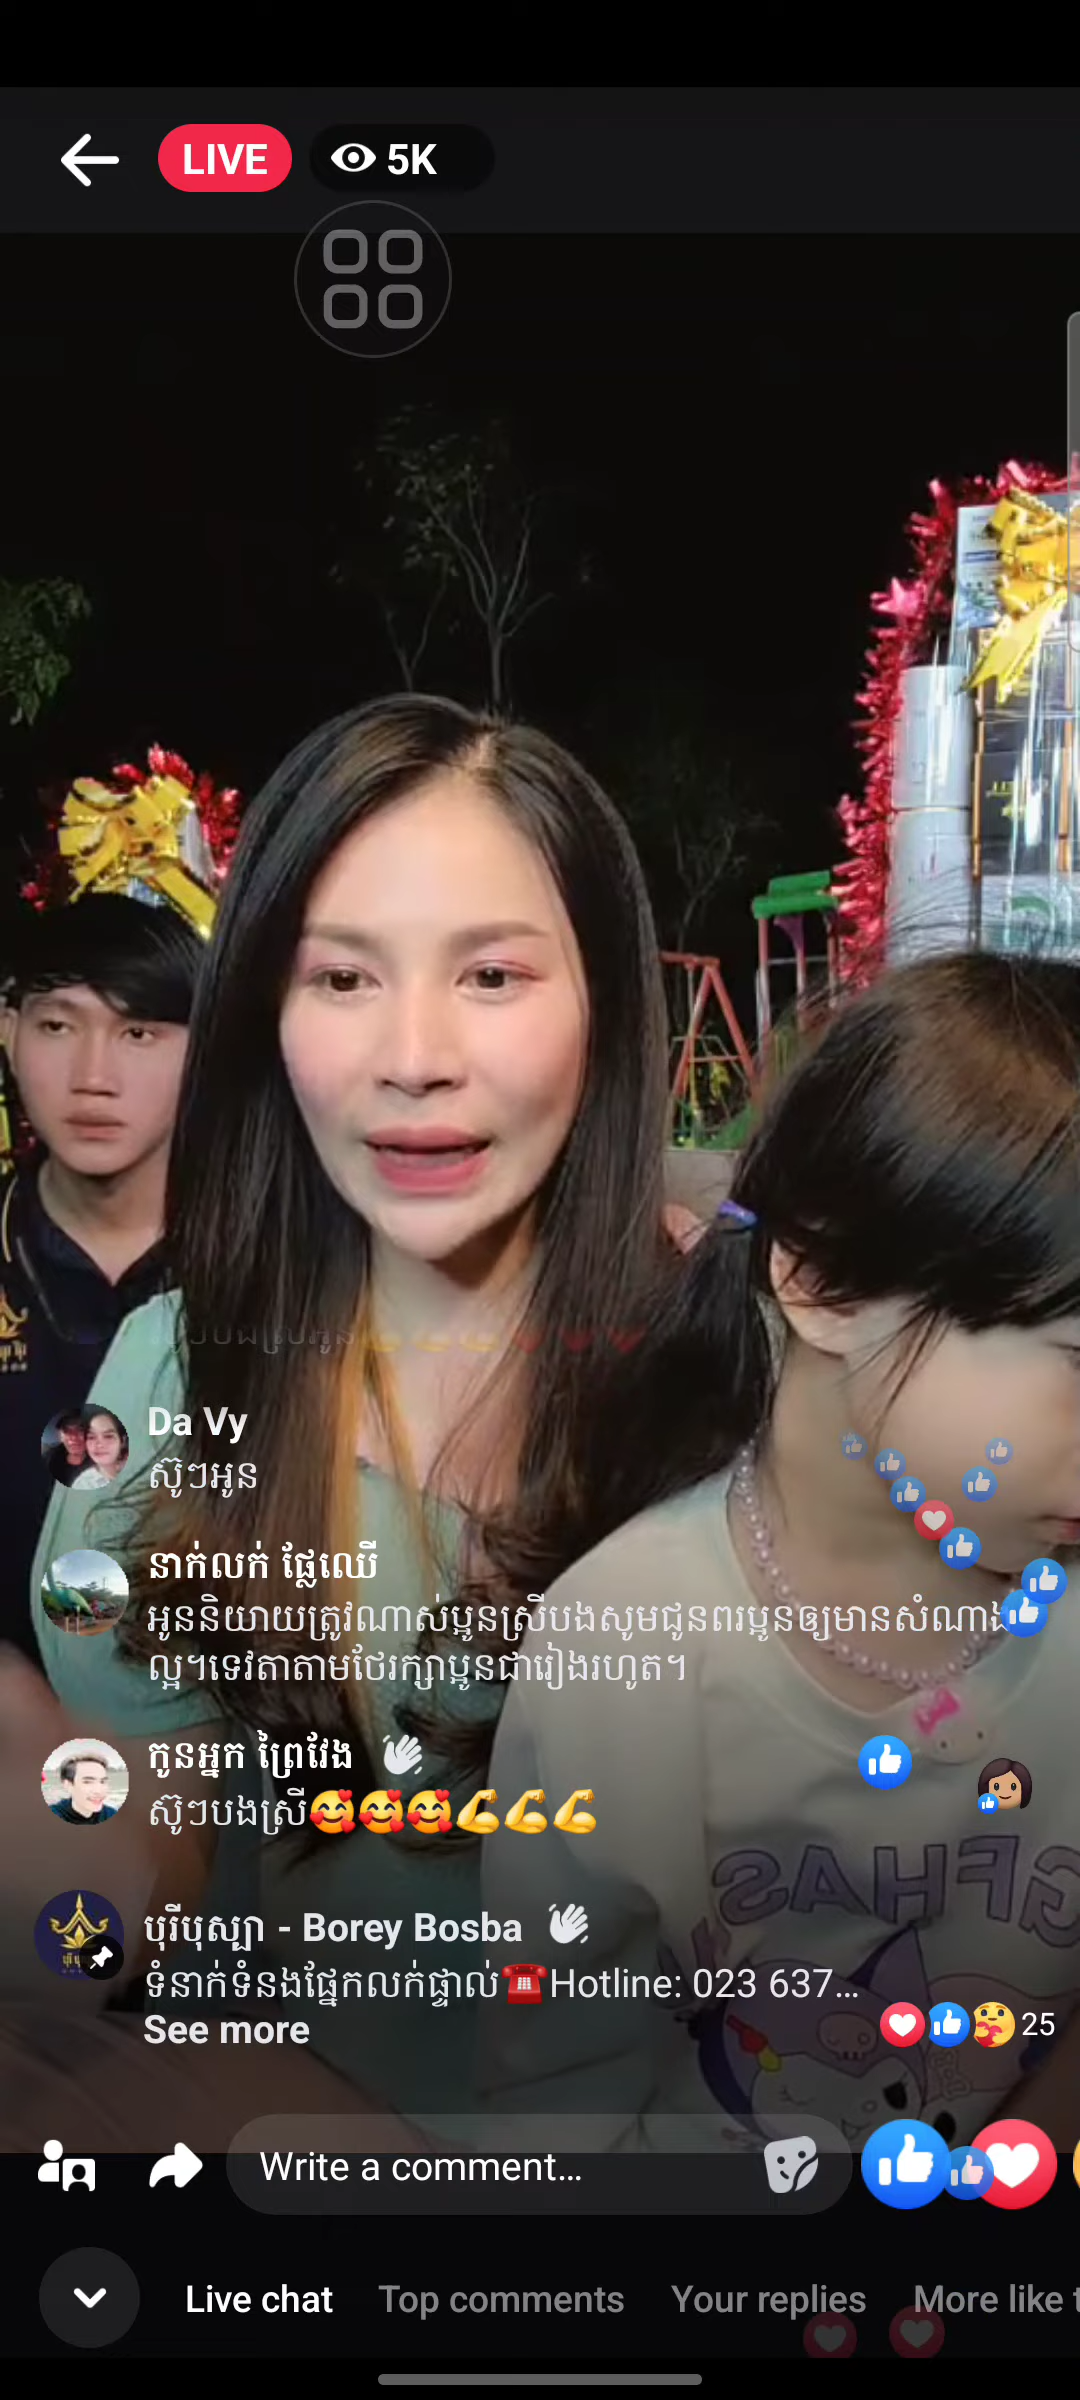 LIVE
5K
Da Vy
ស៊ូៗអូន
នាក់លក់ ផ្លែឈើ
អូននិយាយត្រូវណាស់ប្អូនស្រីបងសូមជូនពរប្អូនឲ្យមានសំណាង
ល្អ។ទេវតាតាមថែរក្សាប្អូនជារៀងរហូត។
កូនអ្នក ព្រៃវែង 👋
ស៊ូៗបងស្រី🥰🥰🥰💪💪💪
បុរីបុស្បា - Borey Bosba 👋
ទំនាក់ទំនងផ្នែកលក់ផ្ទាល់☎️Hotline: 023 637...
See more
25
Write a comment...
Live chat Top comments Your replies More like